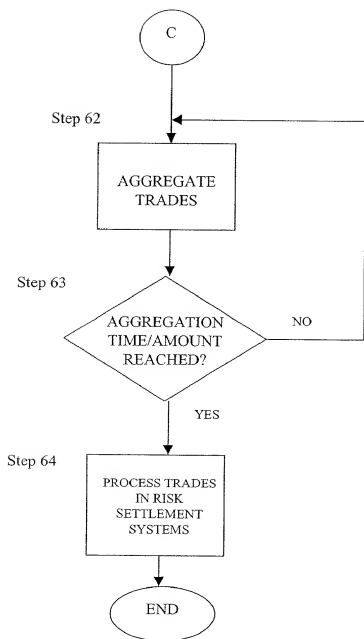 C
Step 62
AGGREGATE
TRADES
Step 63
AGGREGATION
TIME/AMOUNT
REACHED?
NO
YES
Step 64
PROCESS TRADES
IN RISK
SETTLEMENT
SYSTEMS
END